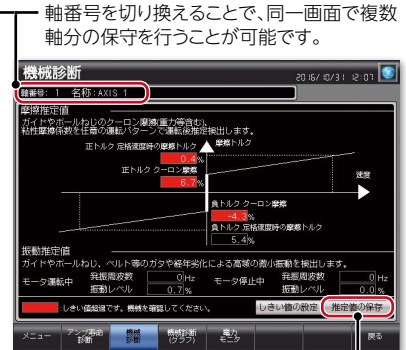 軸番号を切り換えることで、同一画面で複数
軸分の保守を行うことが可能です。
機械診断
2016/10/31 12:07
軸番号: 1 名称:AXIS 1
摩擦推定値
ガイドやボールねじのクーロン摩擦(重力等含む)、
粘性摩擦係数を任意の運転パターンで運転後推定検出します。
正トルク 定格速度時の摩擦トルク 摩擦トルク
0.4%
正トルク クーロン摩擦
6.7%
速度
負トルク クーロン摩擦
-4.3%
負トルク 定格速度時の摩擦トルク
5.4%
振動推定値
ガイドやボールねじ、ベルト等のガタや経年劣化による高域の微小振動を検出します。
モータ運転中 発振周波数 0 Hz モータ停止中 発振周波数 0 Hz
振動レベル 0.7 % 振動レベル 0.0 %
:しきい値超過です。機械を確認してください。 しきい値の設定 推定値の保存
メニュー アンプ寿命診断 機械診断 機械診断(グラフ) 電力モニタ 戻る